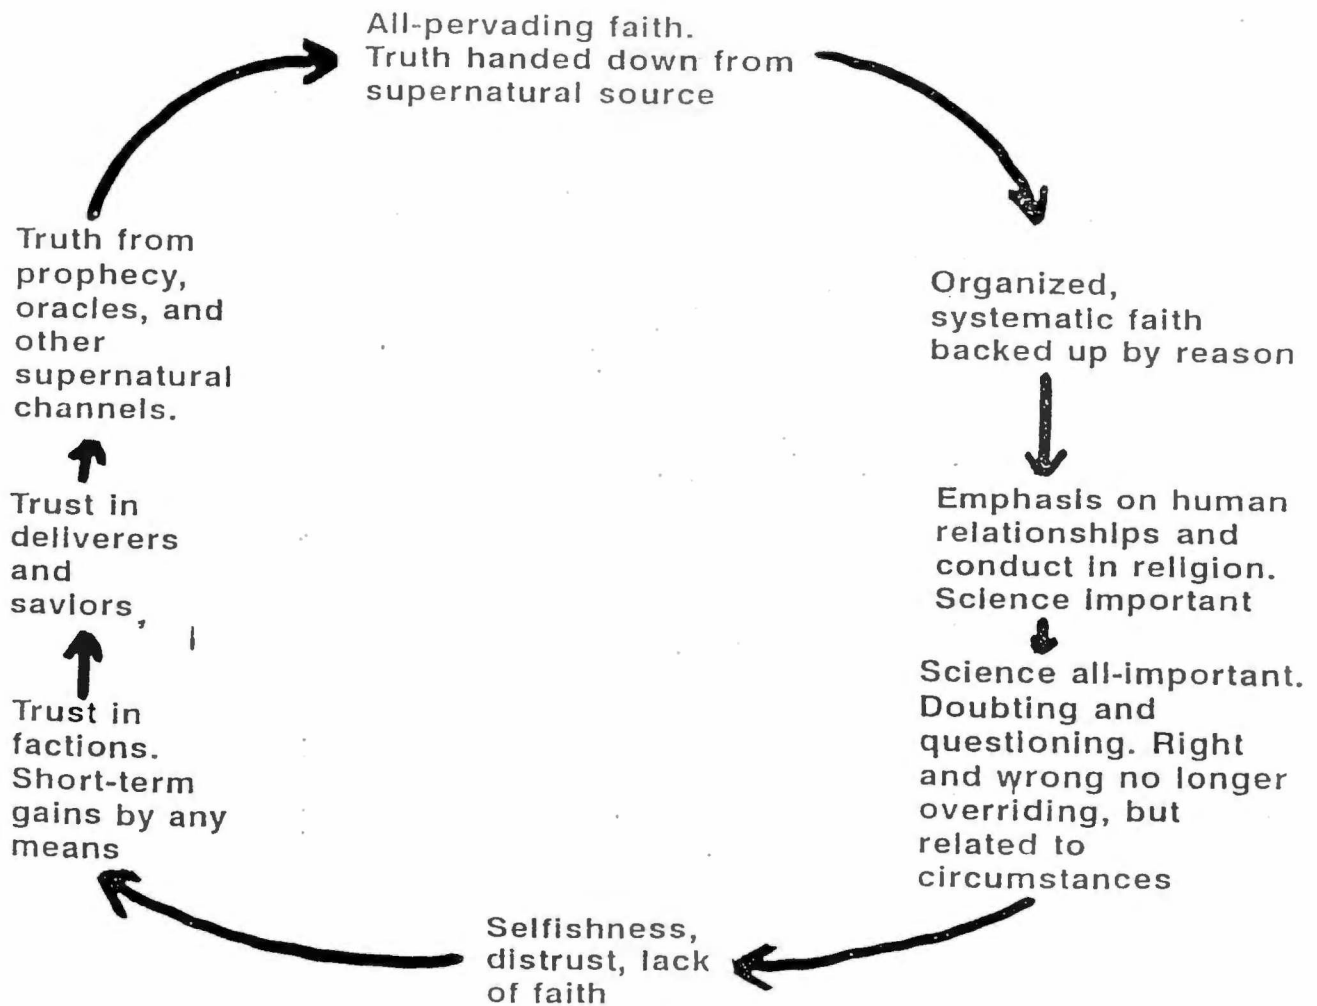 All-pervading faith.
Truth handed down from
supernatural source
Organized,
systematic faith
backed up by reason
Emphasis on human
relationships and
conduct in religion.
Science important
Science all-important.
Doubting and
questioning. Right
and wrong no longer
overriding, but
related to
circumstances
Selfishness,
distrust, lack
of faith
Trust in
factions.
Short-term
gains by any
means
Trust in
deliverers
and
saviors,
Truth from
prophecy,
oracles, and
other
supernatural
channels.